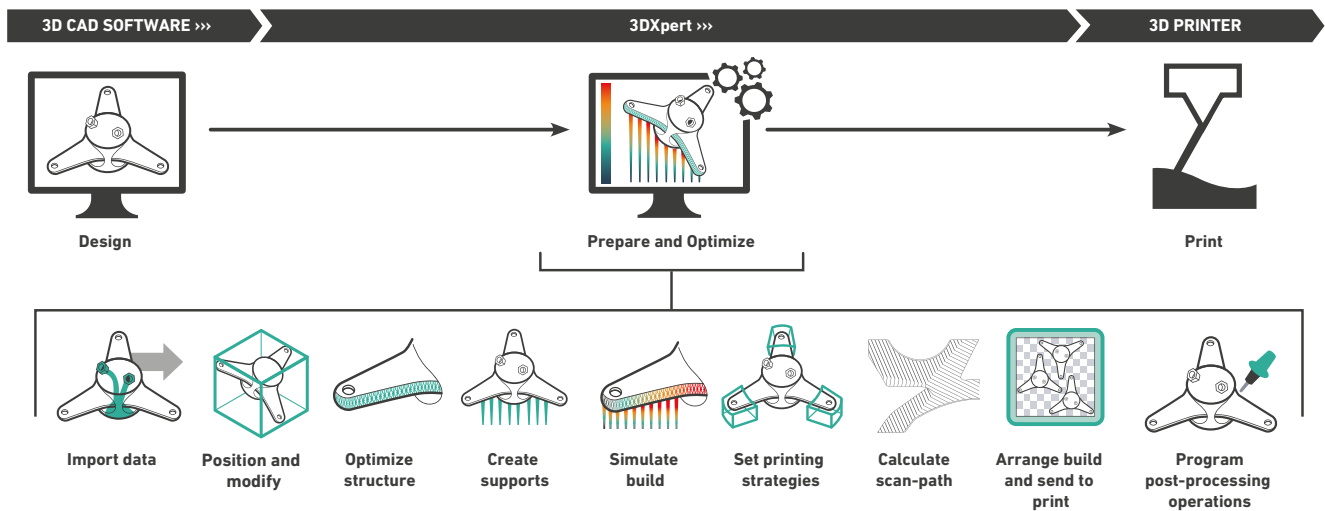 3D CAD SOFTWARE ›››
3DXpert ›››
3D PRINTER
Design
Prepare and Optimize
Print
Import data
Position and
modify
Optimize
structure
Create
supports
Simulate
build
Set printing
strategies
Calculate
scan-path
Arrange build
and send to
print
Program
post-processing
operations